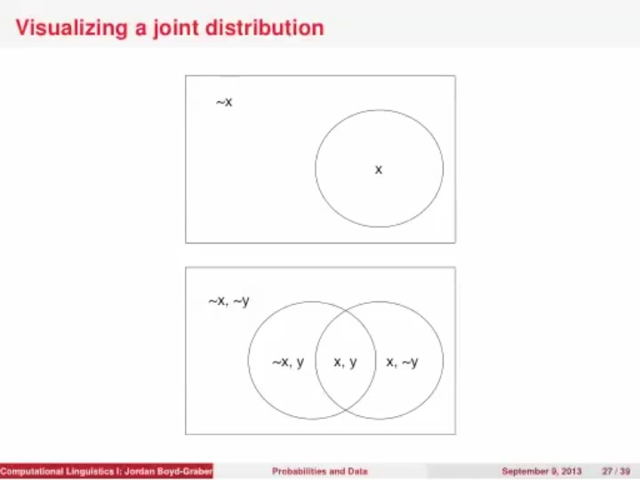 Visualizing a joint distribution
~x
x
~x, ~y
~x, y
x, y
x, ~y
Computational Linguistics I: Jordan Boyd-Graber
Probabilities and Data
September 9, 2013
27 / 39